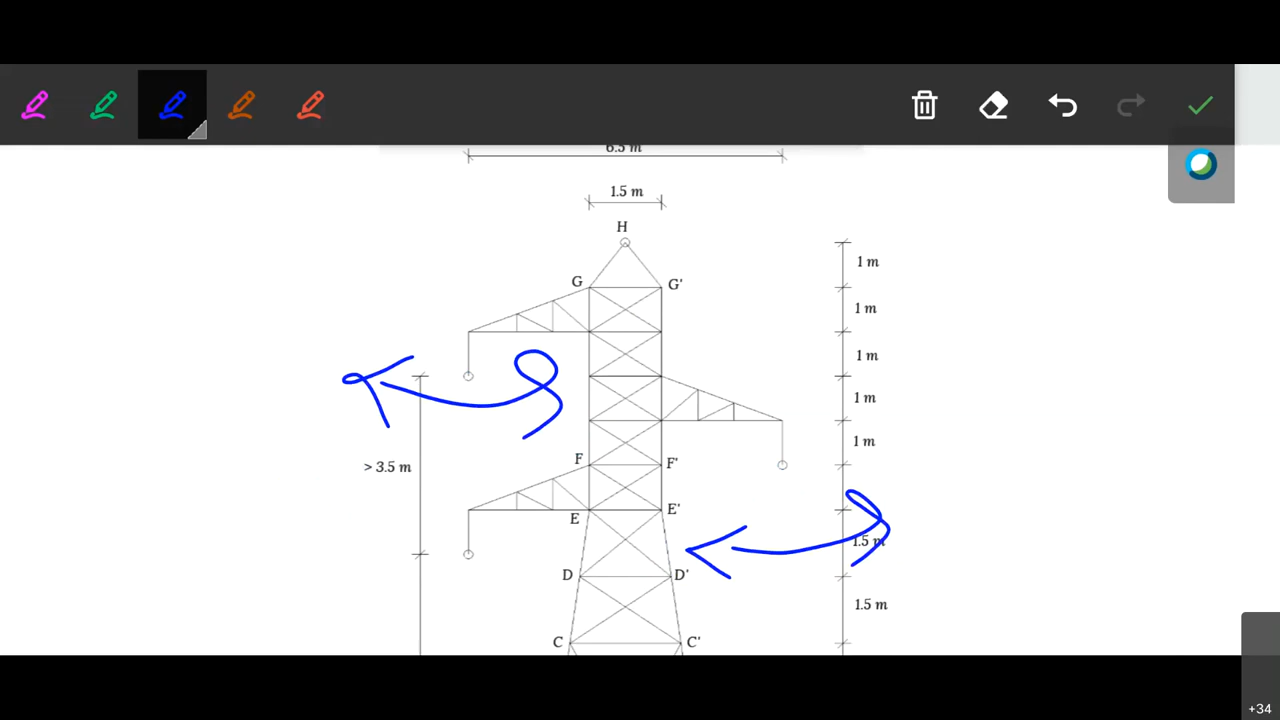 6.5 m
1.5 m
H
G G' 1 m
1 m
1 m
1 m
1 m
> 3.5 m F F'
E E'
1.5 m
D D'
1.5 m
C C'
+34